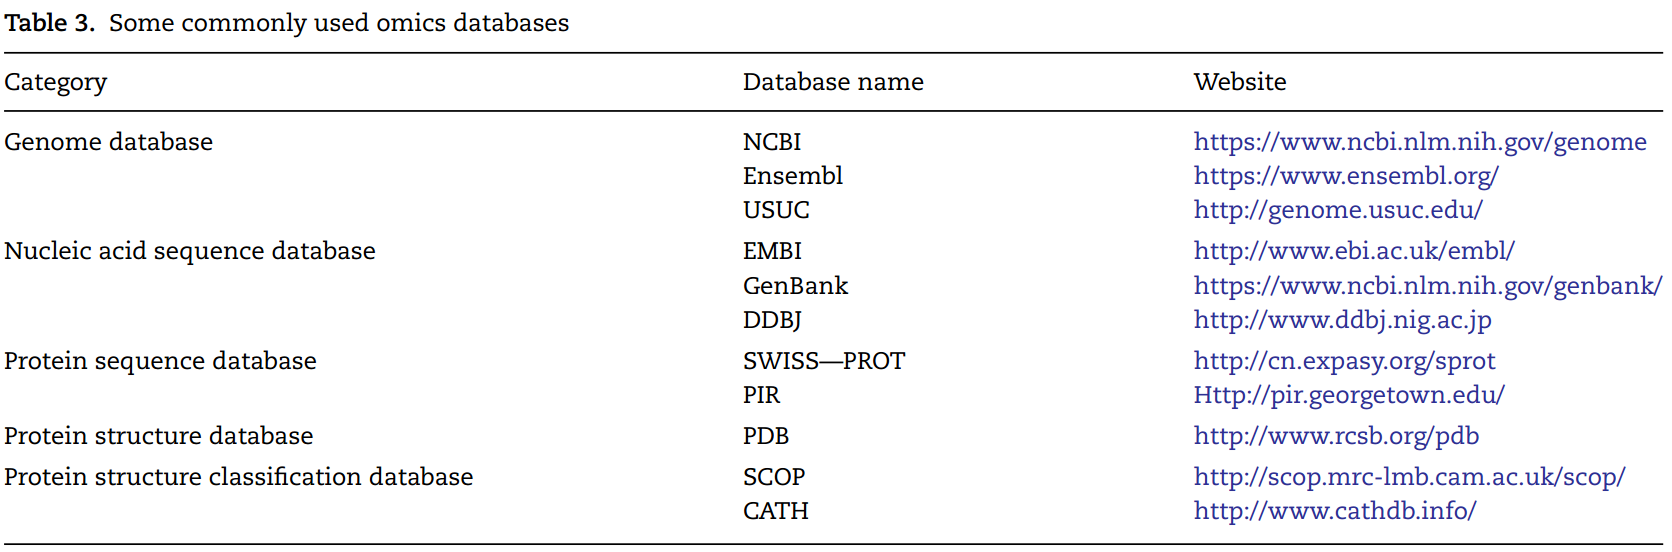 Table 3. Some commonly used omics databases
Category Database name Website
Genome database NCBI https://www.ncbi.nlm.nih.gov/genome
Ensembl https://www.ensembl.org/
USUC http://genome.usuc.edu/
Nucleic acid sequence database EMBI http://www.ebi.ac.uk/embl/
GenBank https://www.ncbi.nlm.nih.gov/genbank/
DDBJ http://www.ddbj.nig.ac.jp
Protein sequence database SWISS—PROT http://cn.expasy.org/sprot
PIR Http://pir.georgetown.edu/
Protein structure database PDB http://www.rcsb.org/pdb
Protein structure classification database SCOP http://scop.mrc-lmb.cam.ac.uk/scop/
CATH http://www.cathdb.info/